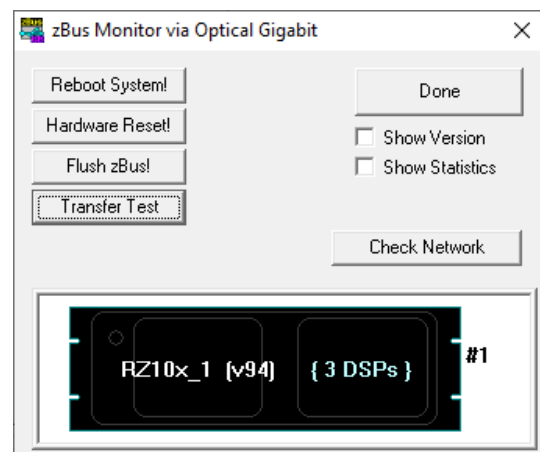 zBus Monitor via Optical Gigabit
Reboot System!
Done
Hardware Reset!
Show Version
Flush zBus!
Show Statistics
Transfer Test
Check Network
RZ10x_1 (v94) { 3 DSPs } #1